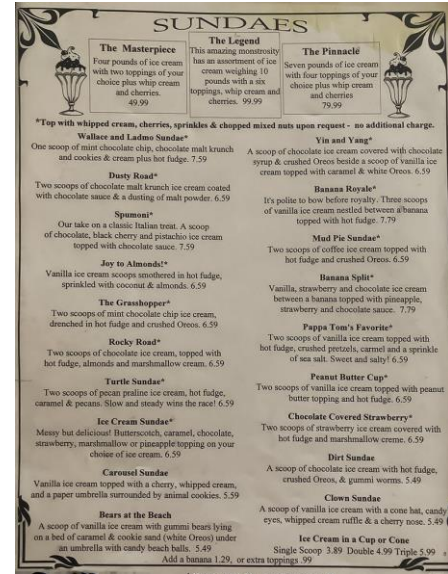 SUNDAES
The Masterpiece
Four pounds of ice cream
with two toppings of your
choice plus whip cream
and cherries.
49.99
The Legend
This amazing monstrosity
has an assortment of ice
cream weighing 10
pounds with a six
toppings, whip cream and
cherries. 99.99
The Pinnacle
Seven pounds of ice cream
with four toppings of your
choice plus whip cream
and cherries
79.99
*Top with whipped cream, cherries, sprinkles & chopped mixed nuts upon request - no additional charge.
Wallace and Ladmo Sundae*
One scoop of mint chocolate chip, chocolate malt krunch
and cookies & cream plus hot fudge. 7.59
Dusty Road*
Two scoops of chocolate malt krunch ice cream coated
with chocolate sauce & a dusting of malt powder. 6.59
Spumoni*
Our take on a classic Italian treat. A scoop
of chocolate, black cherry and pistachio ice cream
topped with chocolate sauce. 7.59
Joy to Almonds!*
Vanilla ice cream scoops smothered in hot fudge,
sprinkled with coconut & almonds. 6.59
The Grasshopper*
Two scoops of mint chocolate chip ice cream,
drenched in hot fudge and crushed Oreos. 6.59
Rocky Road*
Two scoops of chocolate ice cream, topped with
hot fudge, almonds and marshmallow cream. 6.59
Turtle Sundae*
Two scoops of pecan praline ice cream, hot fudge,
caramel & pecans. Slow and steady wins the race! 6.59
Ice Cream Sundae*
Messy but delicious! Butterscotch, caramel, chocolate,
strawberry, marshmallow or pineapple topping on your
choice of ice cream. 6.59
Carousel Sundae
Vanilla ice cream topped with a cherry, whipped cream,
and a paper umbrella surrounded by animal cookies. 5.59
Bears at the Beach
A scoop of vanilla ice cream with gummi bears lying
on a bed of caramel & cookie sand (white Oreos) under
an umbrella with candy beach balls. 5.49
Yin and Yang*
A scoop of chocolate ice cream covered with chocolate
syrup & crushed Oreos beside a scoop of vanilla ice
cream topped with caramel & white Oreos. 6.59
Banana Royale*
It's polite to bow before royalty. Three scoops
of vanilla ice cream nestled between a banana
topped with hot fudge. 7.79
Mud Pie Sundae*
Two scoops of coffee ice cream topped with
hot fudge and crushed Oreos. 6.59
Banana Split*
Vanilla, strawberry and chocolate ice cream
between a banana topped with pineapple,
strawberry and chocolate sauce. 7.79
Pappa Tom's Favorite*
Two scoops of vanilla ice cream topped with
hot fudge, crushed pretzels, carmel and a sprinkle
of sea salt. Sweet and salty! 6.59
Peanut Butter Cup*
Two scoops of vanilla ice cream topped with peanut
butter topping and hot fudge. 6.59
Chocolate Covered Strawberry*
Two scoops of strawberry ice cream covered with
hot fudge and marshmallow creme. 6.59
Dirt Sundae
A scoop of chocolate ice cream with hot fudge,
crushed Oreos, & gummi worms. 5.49
Clown Sundae
A scoop of vanilla ice cream with a cone hat, candy
eyes, whipped cream ruffle & a cherry nose. 5.49
Ice Cream in a Cup or Cone
Single Scoop 3.89 Double 4.99 Triple 5.99
Add a banana 1.29, or extra toppings .99